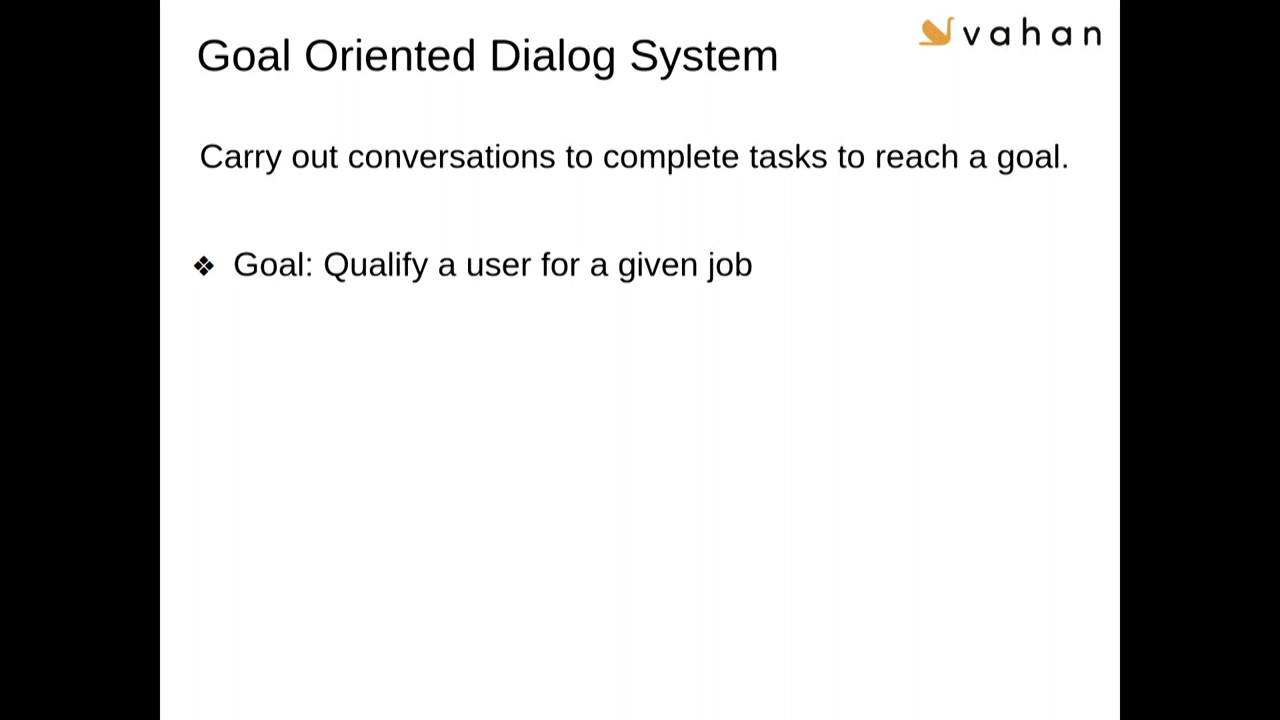 vahan
Goal Oriented Dialog System
Carry out conversations to complete tasks to reach a goal.
❖ Goal: Qualify a user for a given job